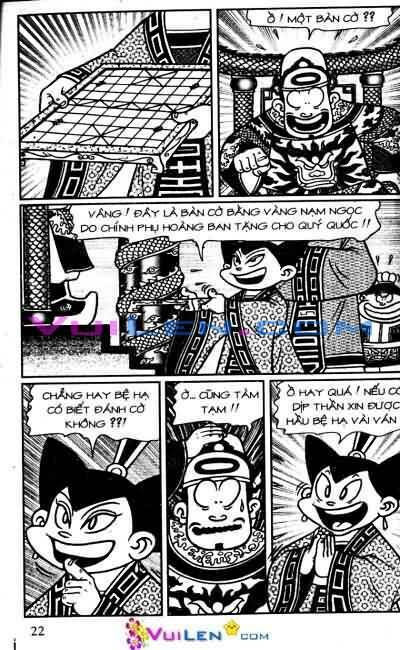 Ồ ! MỘT BÀN CỜ ??
VÂNG ! ĐÂY LÀ BÀN CỜ BẰNG VÀNG NẠM NGỌC
DO CHÍNH PHỤ HOÀNG BAN TẶNG CHO QUÝ QUỐC !!
VUILEN.COM
CHẲNG HAY BỆ HẠ
CÓ BIẾT ĐÁNH CỜ
KHÔNG ??!
Ờ... CŨNG TÀM
TẠM !!
Ồ HAY QUÁ ! NẾU CÓ
DỊP THẦN XIN ĐƯỢC
HẦU BỆ HẠ VÀI VÁN
22
VUILEN.COM